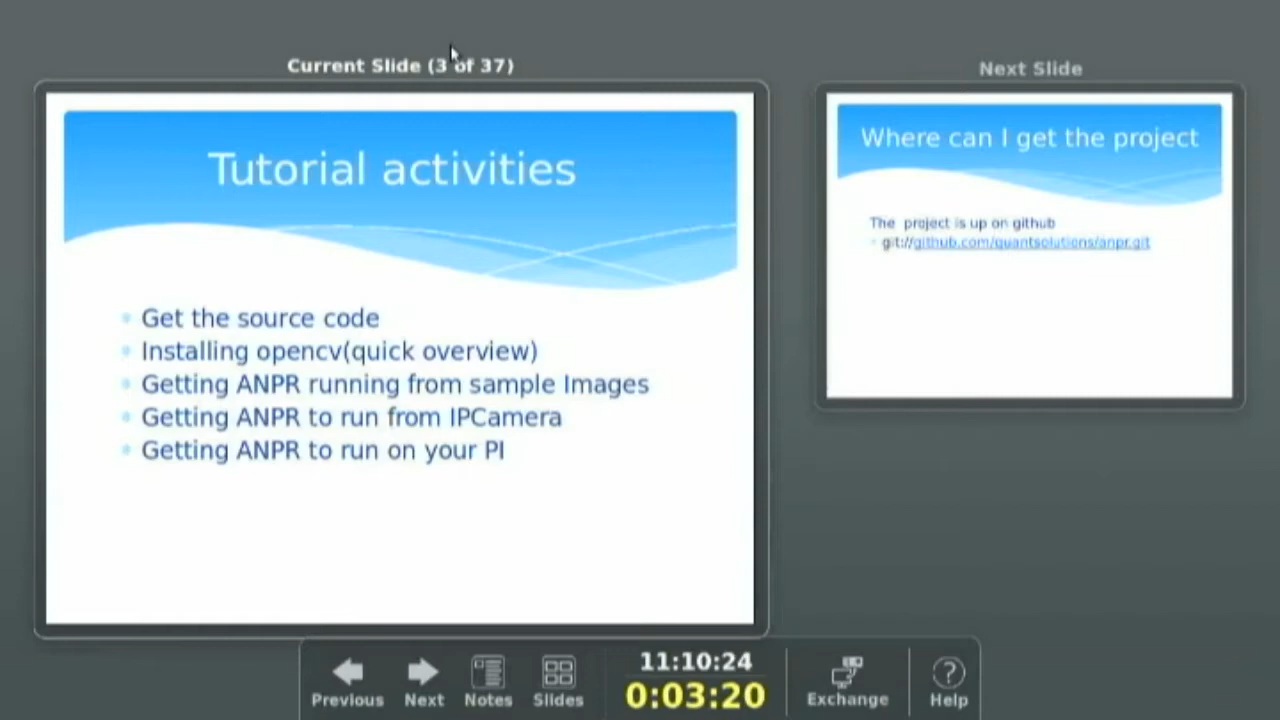 Current Slide (3 of 37)
Tutorial activities
Get the source code
Installing opencv(quick overview)
Getting ANPR running from sample Images
Getting ANPR to run from IPCamera
Getting ANPR to run on your PI
Next Slide
Where can I get the project
The project is up on github
git://github.com/quantsolutions/anpr.git
Previous
Next
Notes
Slides
11:10:24
0:03:20
Exchange
Help